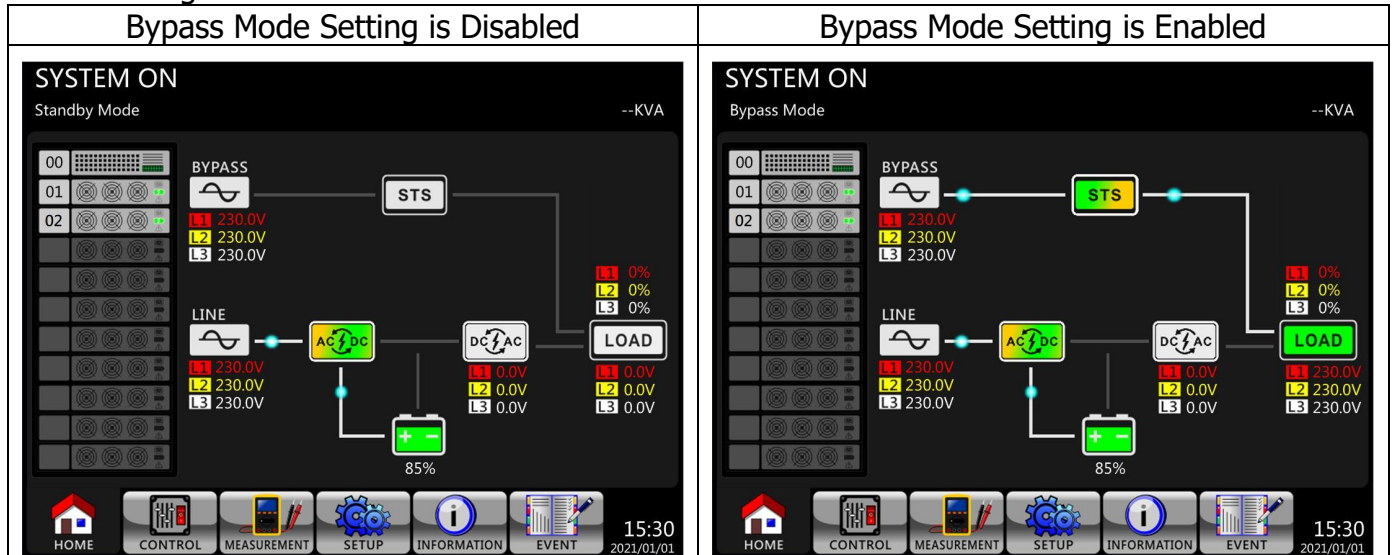 Bypass Mode Setting is Disabled
SYSTEM ON
Standby Mode
--KVA
00
01
02
BYPASS
STS
L1 230.0V
L2 230.0V
L3 230.0V
L1 0%
L2 0%
L3 0%
LINE
AC DC
DC AC
LOAD
L1 230.0V
L2 230.0V
L3 230.0V
L1 0.0V
L2 0.0V
L3 0.0V
L1 0.0V
L2 0.0V
L3 0.0V
+ -
85%
HOME
CONTROL
MEASUREMENT
SETUP
INFORMATION
EVENT
15:30
2021/01/01
Bypass Mode Setting is Enabled
SYSTEM ON
Bypass Mode
--KVA
00
01
02
BYPASS
STS
L1 230.0V
L2 230.0V
L3 230.0V
L1 0%
L2 0%
L3 0%
LINE
AC DC
DC AC
LOAD
L1 230.0V
L2 230.0V
L3 230.0V
L1 0.0V
L2 0.0V
L3 0.0V
L1 230.0V
L2 230.0V
L3 230.0V
+ -
85%
HOME
CONTROL
MEASUREMENT
SETUP
INFORMATION
EVENT
15:30
2021/01/01